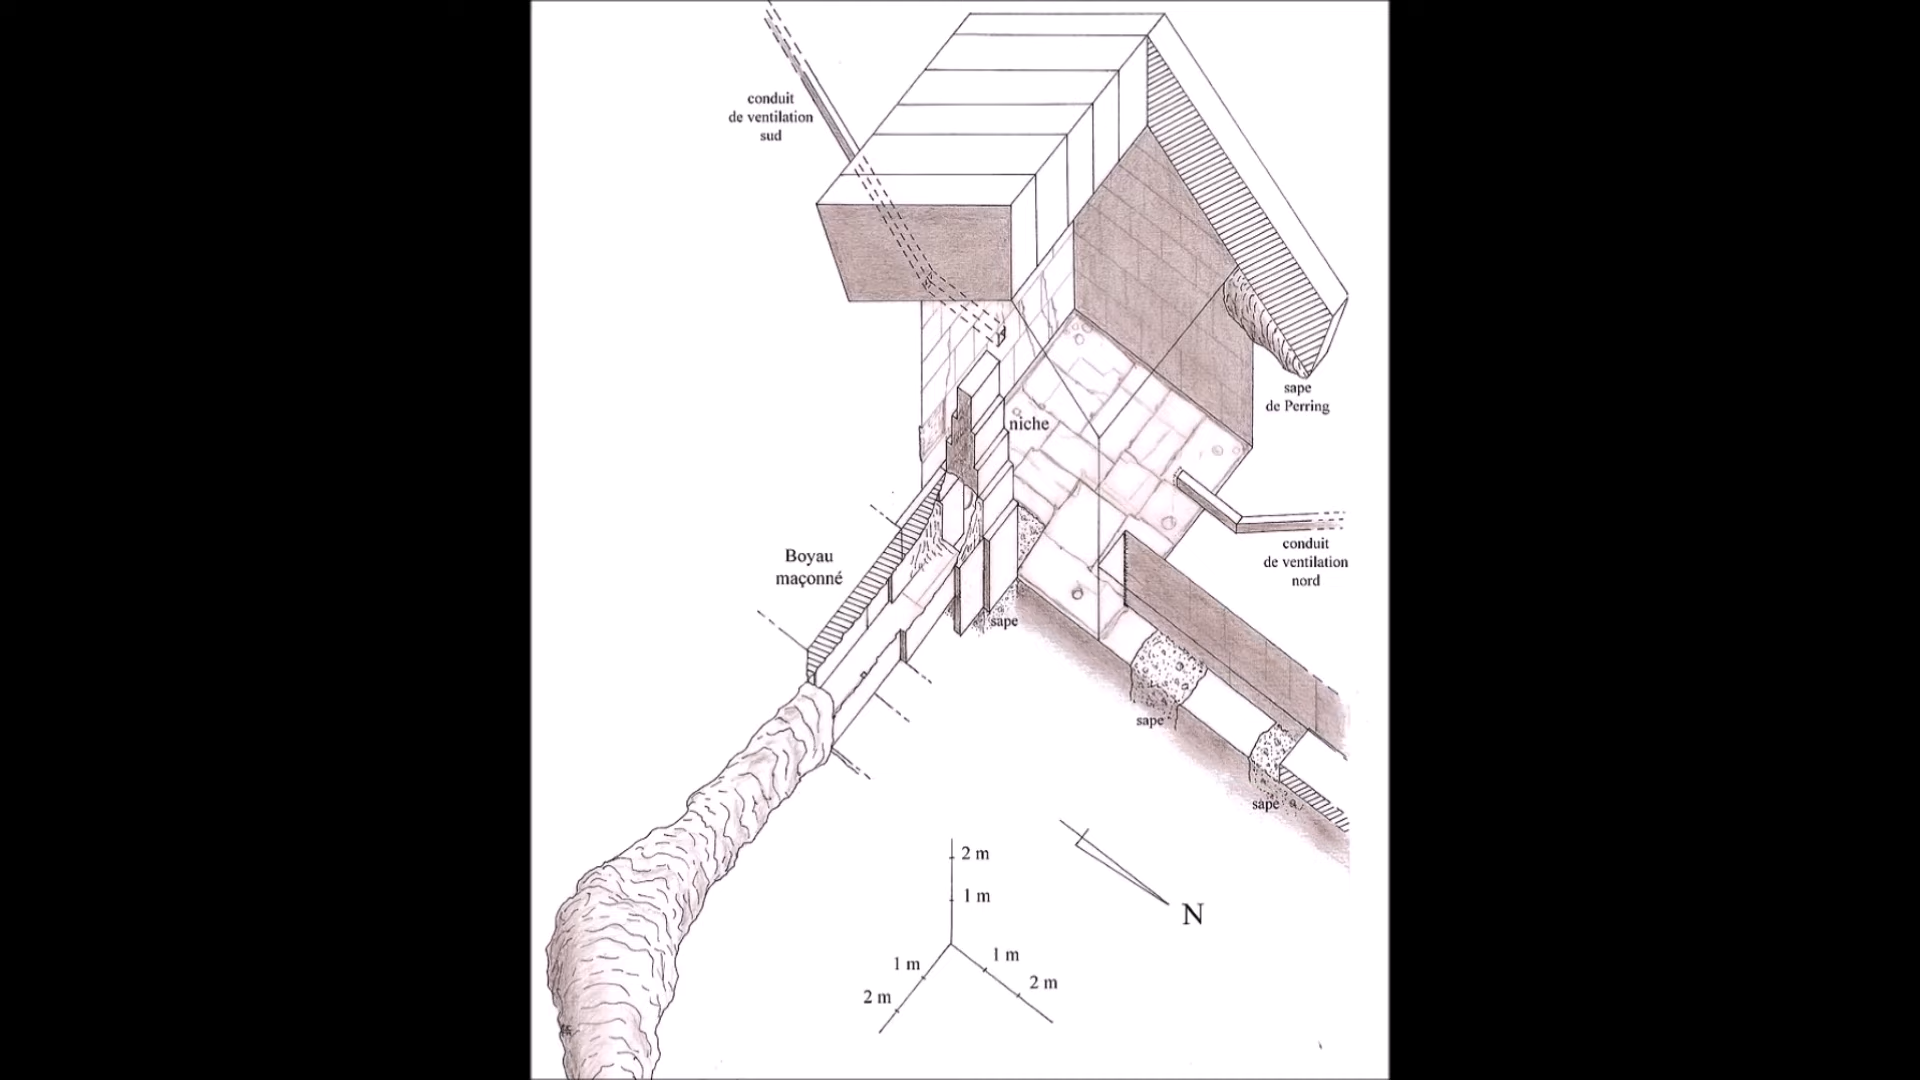 conduit
de ventilation
sud
sape
de Perring
niche
conduit
de ventilation
nord
Boyau
maçonné
sape
sape
sape
2 m
1 m
N
1 m
1 m
2 m
2 m